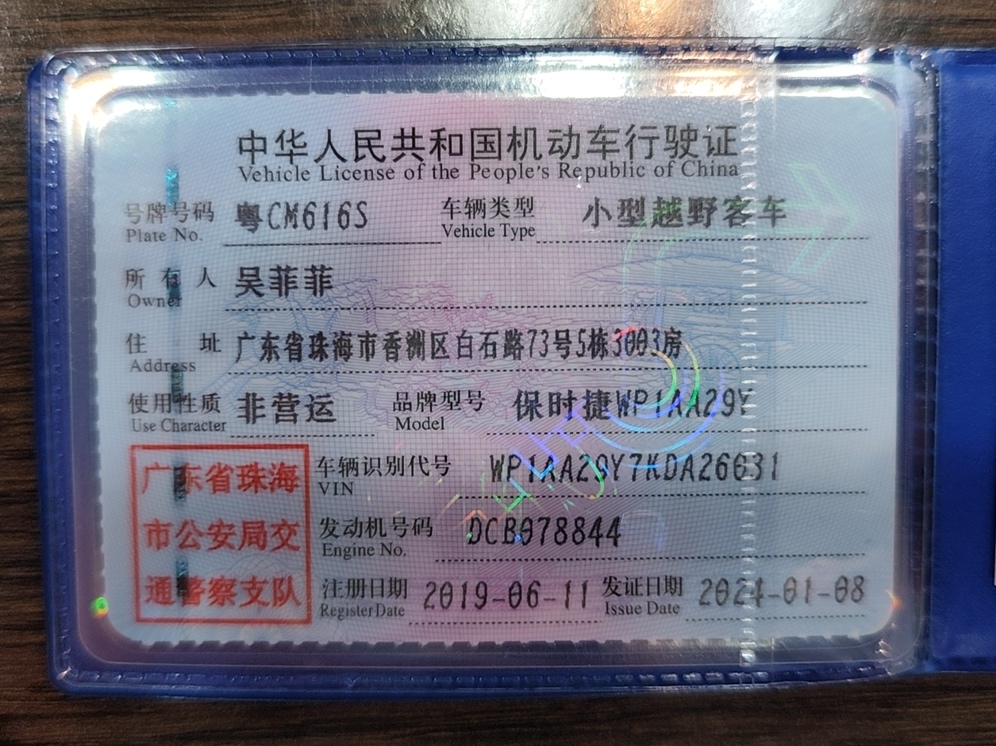 中华人民共和国机动车行驶证
Vehicle License of the People's Republic of China
号牌号码 粤CM616S 车辆类型 小型越野客车
Plate No. Vehicle Type
所有人 吴菲菲
Owner
住址 广东省珠海市香洲区白石路73号5栋3003房
Address
使用性质 非营运 品牌型号 保时捷WP1AA29Y
Use Character Model
车辆识别代号 WP1AA29Y7KDA26031
VIN
发动机号码 DCB078844
Engine No.
注册日期 2019-06-11 发证日期 2024-01-08
Register Date Issue Date
广东省珠海
市公安局交
通警察支队